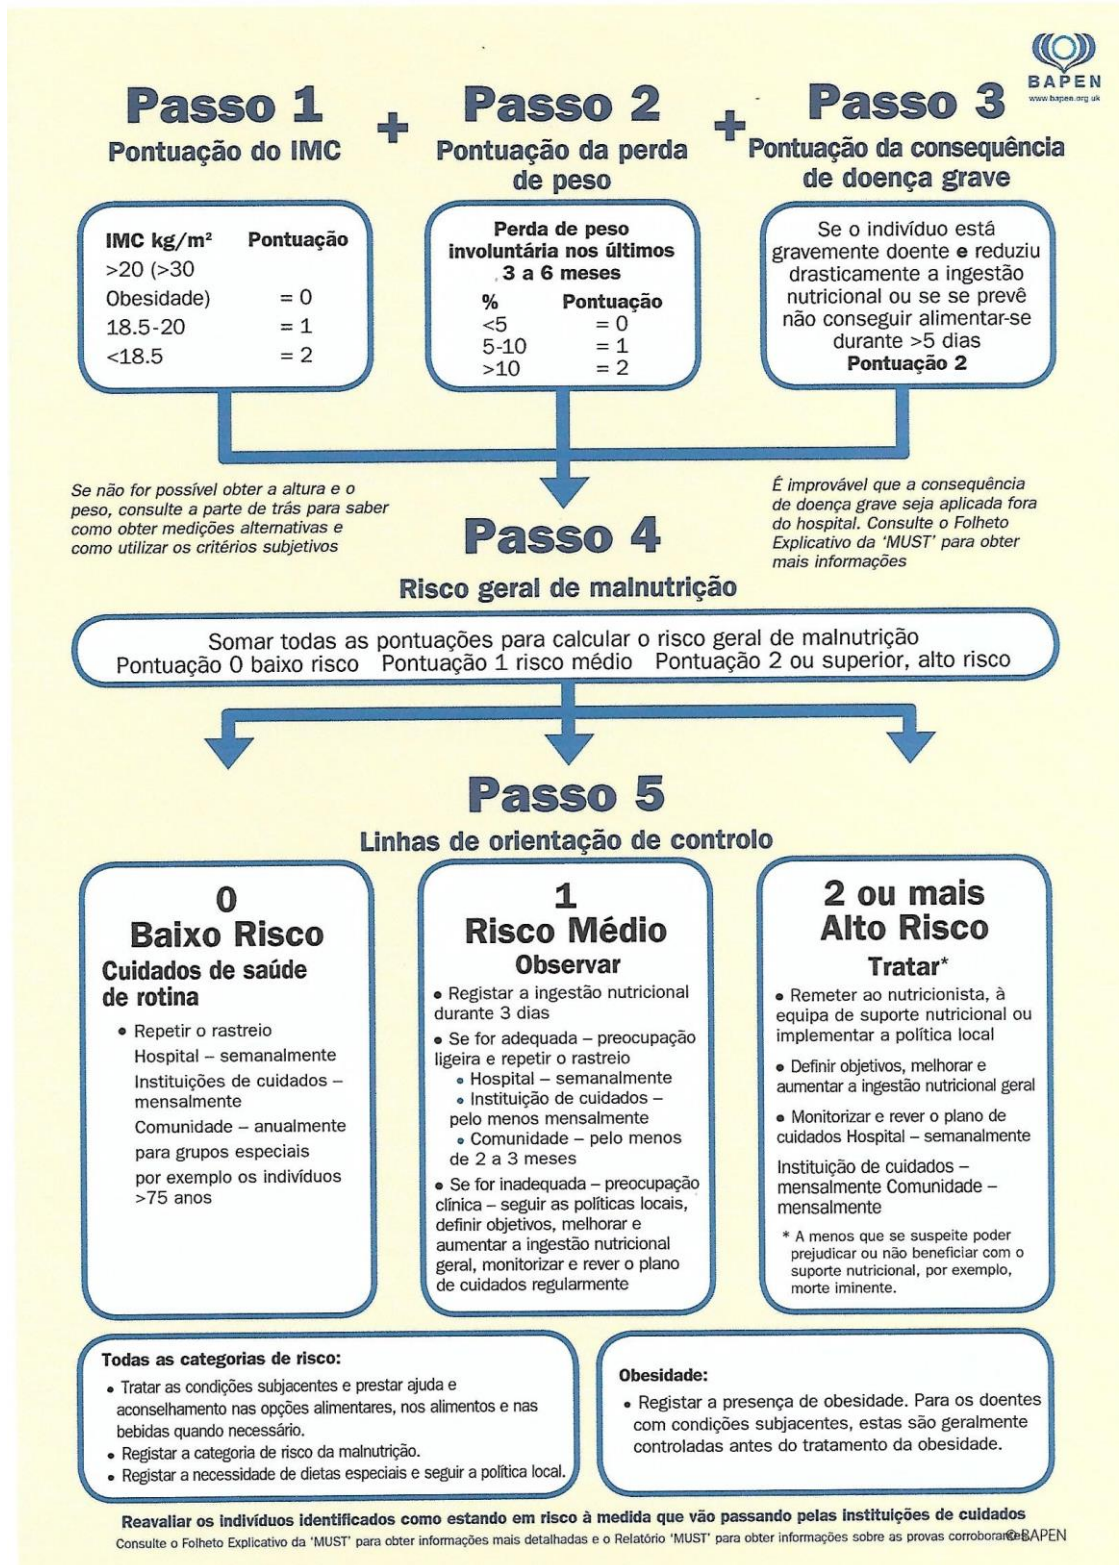 BAPEN
www.bapen.org.uk
Passo 1
Pontuação do IMC
+
Passo 2
Pontuação da perda
de peso
+
Passo 3
Pontuação da consequência
de doença grave
IMC kg/m² Pontuação
>20 (>30
Obesidade) = 0
18.5-20 = 1
<18.5 = 2
Perda de peso
involuntária nos últimos
3 a 6 meses
% Pontuação
<5 = 0
5-10 = 1
>10 = 2
Se o indivíduo está
gravemente doente e reduziu
drasticamente a ingestão
nutricional ou se se prevê
não conseguir alimentar-se
durante >5 dias
Pontuação 2
Se não for possível obter a altura e o
peso, consulte a parte de trás para saber
como obter medições alternativas e
como utilizar os critérios subjetivos
É improvável que a consequência
de doença grave seja aplicada fora
do hospital. Consulte o Folheto
Explicativo da ‘MUST’ para obter
mais informações
Passo 4
Risco geral de malnutrição
Somar todas as pontuações para calcular o risco geral de malnutrição
Pontuação 0 baixo risco Pontuação 1 risco médio Pontuação 2 ou superior, alto risco
Passo 5
Linhas de orientação de controlo
0
Baixo Risco
Cuidados de saúde
de rotina
• Repetir o rastreio
Hospital – semanalmente
Instituições de cuidados –
mensalmente
Comunidade – anualmente
para grupos especiais
por exemplo os indivíduos
>75 anos
1
Risco Médio
Observar
• Registar a ingestão nutricional
durante 3 dias
• Se for adequada – preocupação
ligeira e repetir o rastreio
• Hospital – semanalmente
• Instituição de cuidados –
pelo menos mensalmente
• Comunidade – pelo menos
de 2 a 3 meses
• Se for inadequada – preocupação
clínica – seguir as políticas locais,
definir objetivos, melhorar e
aumentar a ingestão nutricional
geral, monitorizar e rever o plano
de cuidados regularmente
2 ou mais
Alto Risco
Tratar*
• Remeter ao nutricionista, à
equipa de suporte nutricional ou
implementar a política local
• Definir objetivos, melhorar e
aumentar a ingestão nutricional geral
• Monitorizar e rever o plano de
cuidados Hospital – semanalmente
Instituição de cuidados –
mensalmente Comunidade –
mensalmente
* A menos que se suspeite poder
prejudicar ou não beneficiar com o
suporte nutricional, por exemplo,
morte iminente.
Todas as categorias de risco:
• Tratar as condições subjacentes e prestar ajuda e
aconselhamento nas opções alimentares, nos alimentos e nas
bebidas quando necessário.
• Registar a categoria de risco da malnutrição.
• Registar a necessidade de dietas especiais e seguir a política local.
Obesidade:
• Registar a presença de obesidade. Para os doentes
com condições subjacentes, estas são geralmente
controladas antes do tratamento da obesidade.
Reavaliar os indivíduos identificados como estando em risco à medida que vão passando pelas instituições de cuidados
Consulte o Folheto Explicativo da ‘MUST’ para obter informações mais detalhadas e o Relatório ‘MUST’ para obter informações sobre as provas corroborantes.
© BAPEN